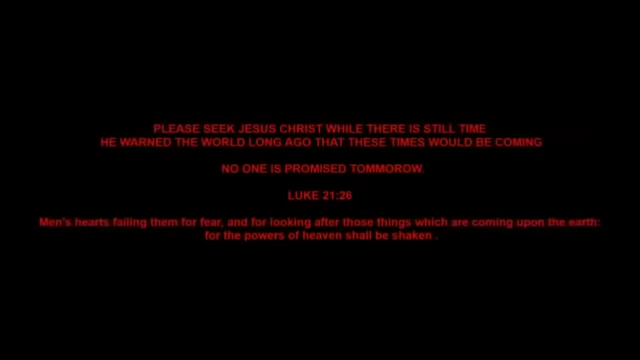 PLEASE SEEK JESUS CHRIST WHILE THERE IS STILL TIME
HE WARNED THE WORLD LONG AGO THAT THESE TIMES WOULD BE COMING
NO ONE IS PROMISED TOMMOROW.
LUKE 21:26
Men's hearts failing them for fear, and for looking after those things which are coming upon the earth:
for the powers of heaven shall be shaken .